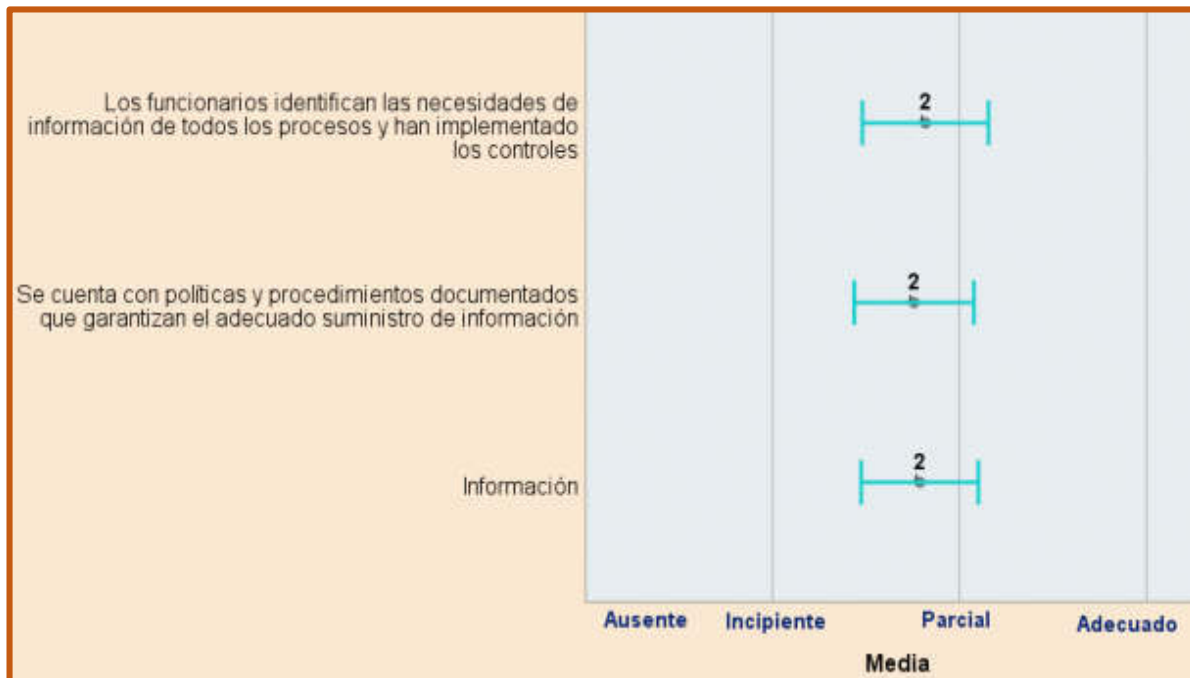 Los funcionarios identifican las necesidades de
información de todos los procesos y han implementado
los controles
2
Se cuenta con políticas y procedimientos documentados
que garantizan el adecuado suministro de información
2
Información
2
Ausente Incipiente Parcial Adecuado
Media